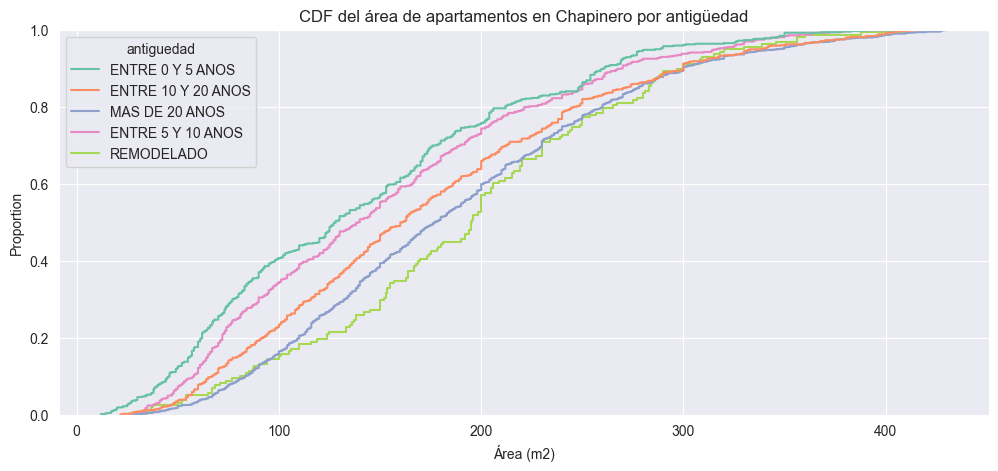 CDF del área de apartamentos en Chapinero por antigüedad
1.0
0.8
0.6
0.4
0.2
0.0
Proportion
antiguedad
ENTRE 0 Y 5 ANOS
ENTRE 10 Y 20 ANOS
MAS DE 20 ANOS
ENTRE 5 Y 10 ANOS
REMODELADO
0 100 200 300 400
Área (m2)